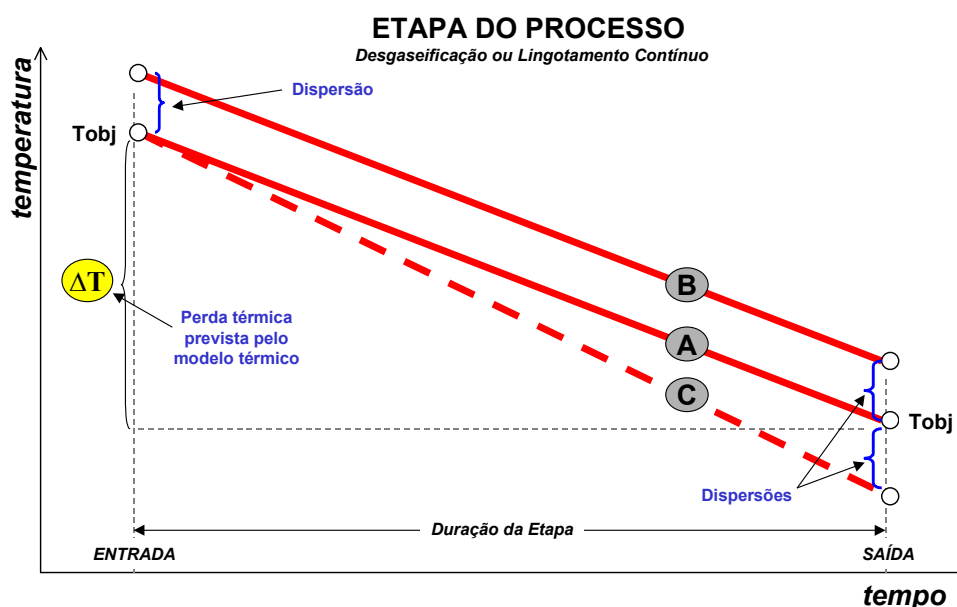 ETAPA DO PROCESSO
Desgaseificação ou Lingotamento Contínuo
temperatura
Dispersão
Tobj
ΔT
B
Perda térmica
prevista pelo
modelo térmico
A
C
Tobj
Dispersões
Duração da Etapa
ENTRADA
SAÍDA
tempo